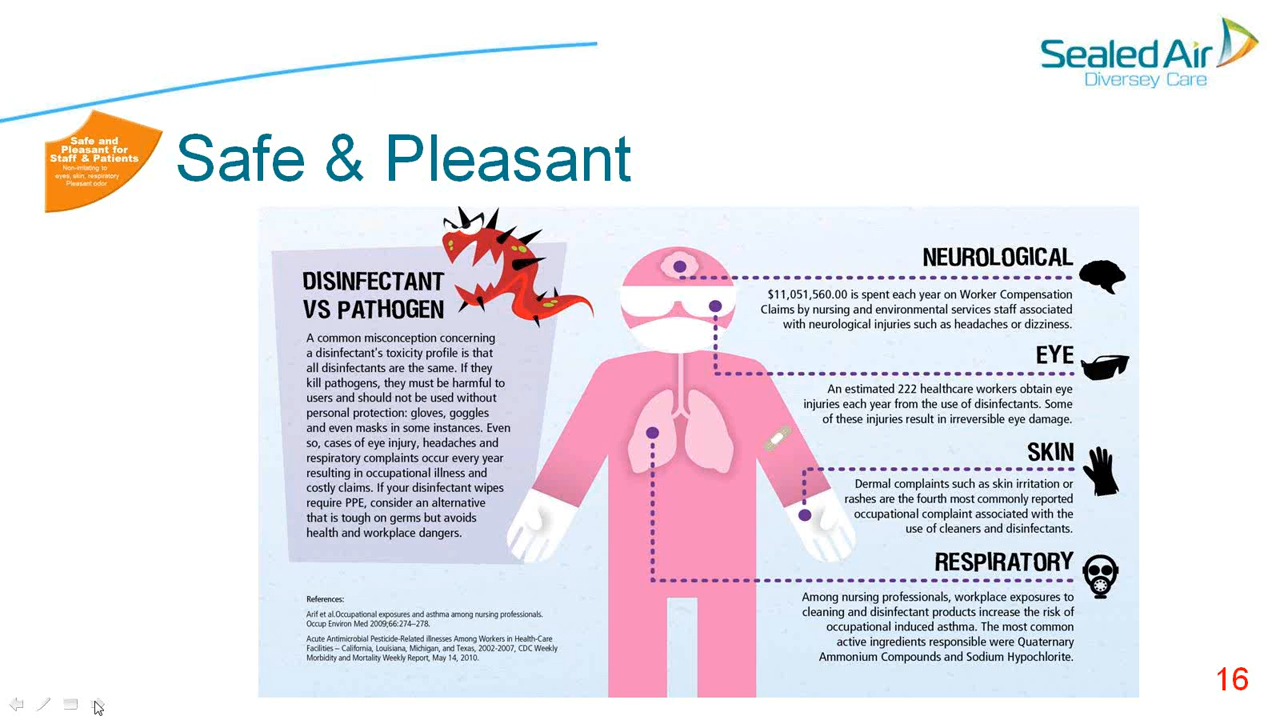 Sealed Air
Diversey Care
Safe and
Pleasant for
Staff & Patients
Non-irritating to
eyes, skin, respiratory
Pleasant odor
Safe & Pleasant
DISINFECTANT
VS PATHOGEN
A common misconception concerning
a disinfectant's toxicity profile is that
all disinfectants are the same. If they
kill pathogens, they must be harmful to
users and should not be used without
personal protection: gloves, goggles
and even masks in some instances. Even
so, cases of eye injury, headaches and
respiratory complaints occur every year
resulting in occupational illness and
costly claims. If your disinfectant wipes
require PPE, consider an alternative
that is tough on germs but avoids
health and workplace dangers.
References:
Arif et al.Occupational exposures and asthma among nursing professionals.
Occup Environ Med 2009;66:274–278.
Acute Antimicrobial Pesticide-Related illnesses Among Workers in Health-Care
Facilities – California, Louisiana, Michigan, and Texas, 2002-2007, CDC Weekly
Morbidity and Mortality Weekly Report, May 14, 2010.
NEUROLOGICAL
$11,051,560.00 is spent each year on Worker Compensation
Claims by nursing and environmental services staff associated
with neurological injuries such as headaches or dizziness.
EYE
An estimated 222 healthcare workers obtain eye
injuries each year from the use of disinfectants. Some
of these injuries result in irreversible eye damage.
SKIN
Dermal complaints such as skin irritation or
rashes are the fourth most commonly reported
occupational complaint associated with the
use of cleaners and disinfectants.
RESPIRATORY
Among nursing professionals, workplace exposures to
cleaning and disinfectant products increase the risk of
occupational induced asthma. The most common
active ingredients responsible were Quaternary
Ammonium Compounds and Sodium Hypochlorite.
16